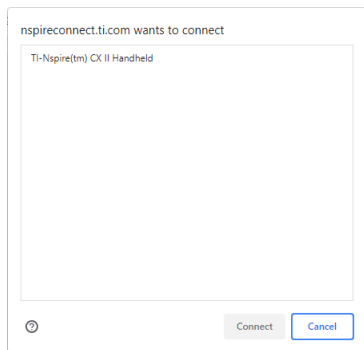 nspireconnect.ti.com wants to connect
TI-Nspire(tm) CX II Handheld
Connect
Cancel